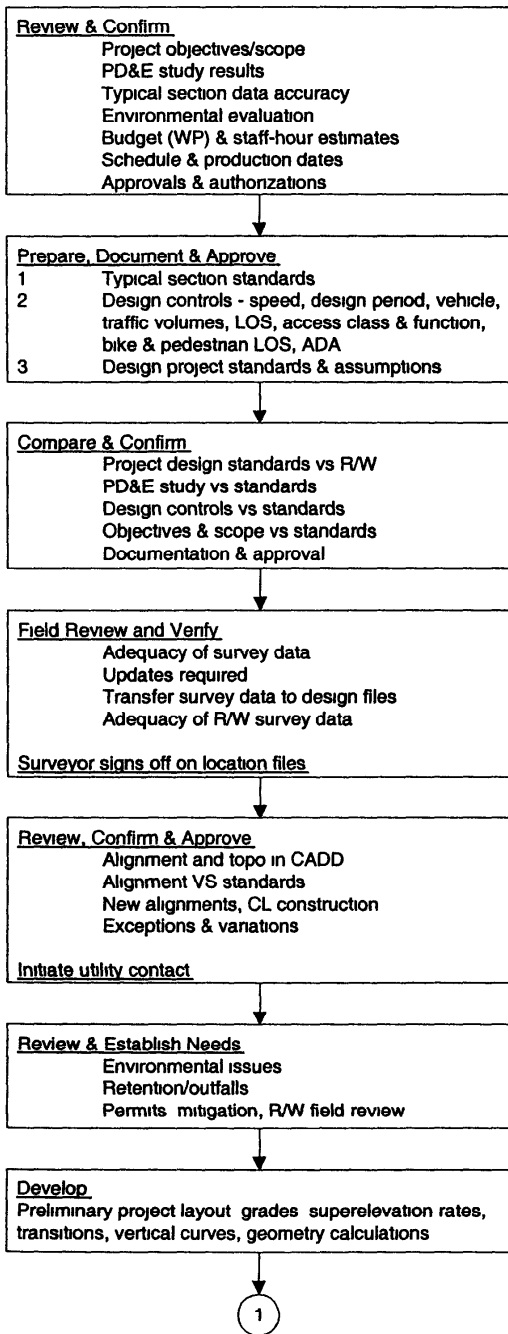 Review & Confirm
Project objectives/scope
PD&E study results
Typical section data accuracy
Environmental evaluation
Budget (WP) & staff-hour estimates
Schedule & production dates
Approvals & authorizations
Prepare, Document & Approve
1 Typical section standards
2 Design controls - speed, design period, vehicle,
traffic volumes, LOS, access class & function,
bike & pedestrian LOS, ADA
3 Design project standards & assumptions
Compare & Confirm
Project design standards vs R/W
PD&E study vs standards
Design controls vs standards
Objectives & scope vs standards
Documentation & approval
Field Review and Verify
Adequacy of survey data
Updates required
Transfer survey data to design files
Adequacy of R/W survey data
Surveyor signs off on location files
Review, Confirm & Approve
Alignment and topo in CADD
Alignment VS standards
New alignments, CL construction
Exceptions & variations
Initiate utility contact
Review & Establish Needs
Environmental issues
Retention/outfalls
Permits mitigation, R/W field review
Develop
Preliminary project layout grades superelevation rates,
transitions, vertical curves, geometry calculations
1